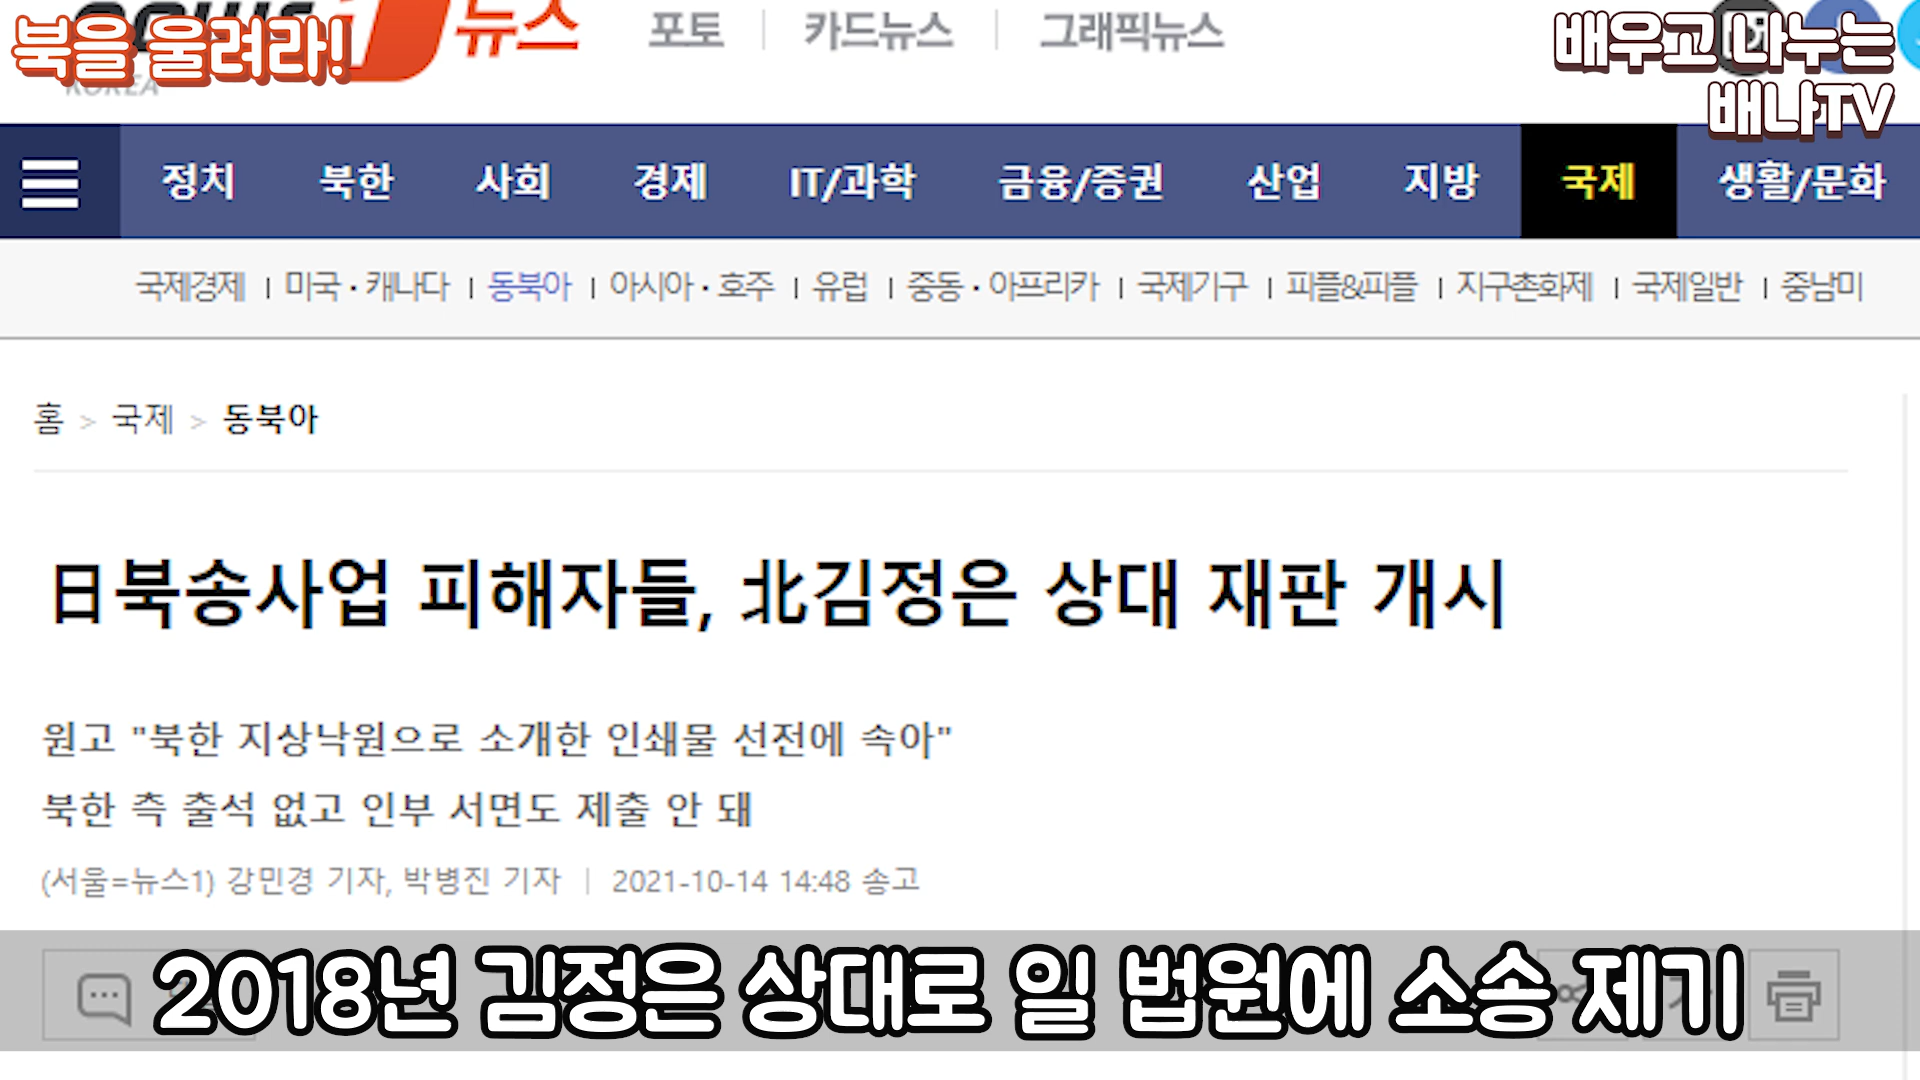 북을 울려라!
뉴스 포토 카드뉴스 그래픽뉴스
배우고 나누는
배나TV
KOREA
정치 북한 사회 경제 IT/과학 금융/증권 산업 지방 국제 생활/문화
국제경제 미국·캐나다 동북아 아시아·호주 유럽 중동·아프리카 국제기구 피플&피플 지구촌화제 국제일반 중남미
홈 > 국제 > 동북아
日북송사업 피해자들, 北김정은 상대 재판 개시
원고 "북한 지상낙원으로 소개한 인쇄물 선전에 속아"
북한 측 출석 없고 인부 서면도 제출 안 돼
(서울=뉴스1) 강민경 기자, 박병진 기자 | 2021-10-14 14:48 송고
2018년 김정은 상대로 일 법원에 소송 제기